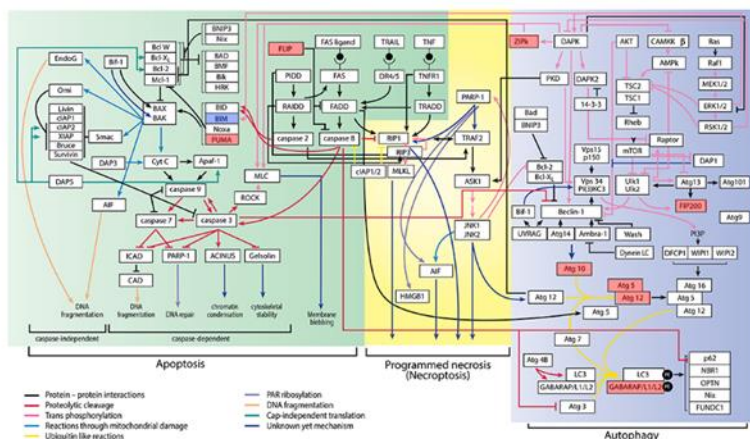 BNIP3
Nix
EndoG
Bif-1
Bcl W
Bcl-XL
Bcl-2
Mcl-1
BAD
BMF
Bik
HRK
Omi
BAX
BAK
BID
BIM
Noxa
PUMA
Livin
cIAP1
cIAP2
XIAP
Bruce
Survivin
Smac
DAP3
Cyt C
Apaf-1
DAP5
AIF
caspase 9
caspase 7
caspase 3
MLC
ROCK
ICAD
PARP-1
ACINUS
Gelsolin
CAD
DNA
fragmentation
DNA
fragmentation
DNA repair
chromatin
condensation
cytoskeletal
stability
Membrane
blebbing
caspase-independent
caspase-dependent
Apoptosis
FLIP
FAS ligand
TRAIL
TNF
PIDD
FAS
DR4/5
TNFR1
RAIDD
FADD
TRADD
caspase 2
caspase 8
RIP1
TRAF2
cIAP1/2
MLKL
PARP-1
ASK1
JNK1
JNK2
AIF
HMGB1
Programmed necrosis
(Necroptosis)
ZIPk
DAPk
AKT
CAMKK β
Ras
AMPk
Raf1
PKD
DAPK2
TSC2
TSC1
MEK1/2
14-3-3
ERK1/2
Rheb
RSK1/2
Bad
BNIP3
mTOR
Raptor
Vps15
p150
DAP1
Bcl-2
Bcl-XL
Vps 34
PI(3)KC3
Ulk1
Ulk2
Atg13
Atg101
Bif-1
Beclin-1
FIP200
Atg9
UVRAG
Atg14
Ambra-1
Wash
PI3P
Dynein LC
DFCP1
WIPI1
WIPI2
Atg 10
Atg 5
Atg 12
Atg 16
Atg 12
Atg 5
Atg 5
Atg 12
Atg 7
Atg 4B
LC3
GABARAP/L1/L2
LC3
GABARAP/L1/L2
PE
PE
Atg 3
p62
NBR1
OPTN
Nix
FUNDC1
Autophagy
Protein – protein interactions
Proteolytic cleavage
Trans phosphorylation
Reactions through mitochondrial damage
Ubiquitin like reactions
PAR ribosylation
DNA fragmentation
Cap-independent translation
Unknown yet mechanism